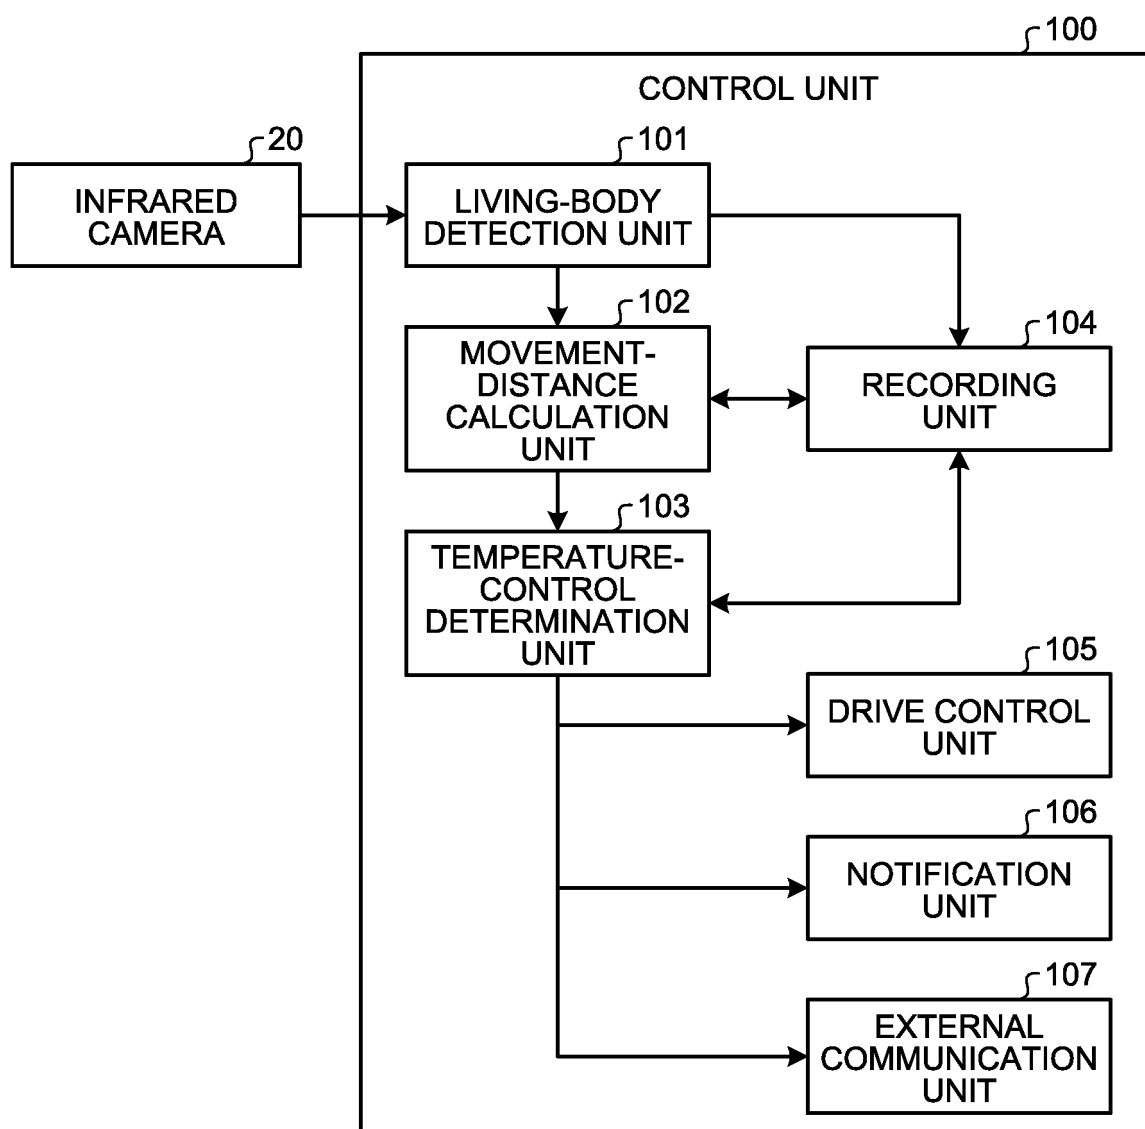 100
CONTROL UNIT
20
INFRARED
CAMERA
101
LIVING-BODY
DETECTION UNIT
102
MOVEMENT-
DISTANCE
CALCULATION
UNIT
104
RECORDING
UNIT
103
TEMPERATURE-
CONTROL
DETERMINATION
UNIT
105
DRIVE CONTROL
UNIT
106
NOTIFICATION
UNIT
107
EXTERNAL
COMMUNICATION
UNIT